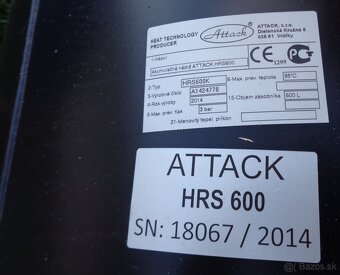 HEAT TECHNOLOGY
PRODUCER
Attack
ATTACK, s.r.o.
Dielenská Kružná 5
038 61 Vrútky
1-Názov
Akumulačná nádrž ATTACK HRS600
CE
1299
2-Typ
HRS600K
6-Max. prev. teplota
95°C
3-Výrobné číslo
A1424778
4-Rok výroby
2014
15-Objem zásobníka
600 L
5-Max. prev. tlak
3 bar
21-Menovitý tepel. príkon
ATTACK
HRS 600
SN: 18067 / 2014
Bazos.sk